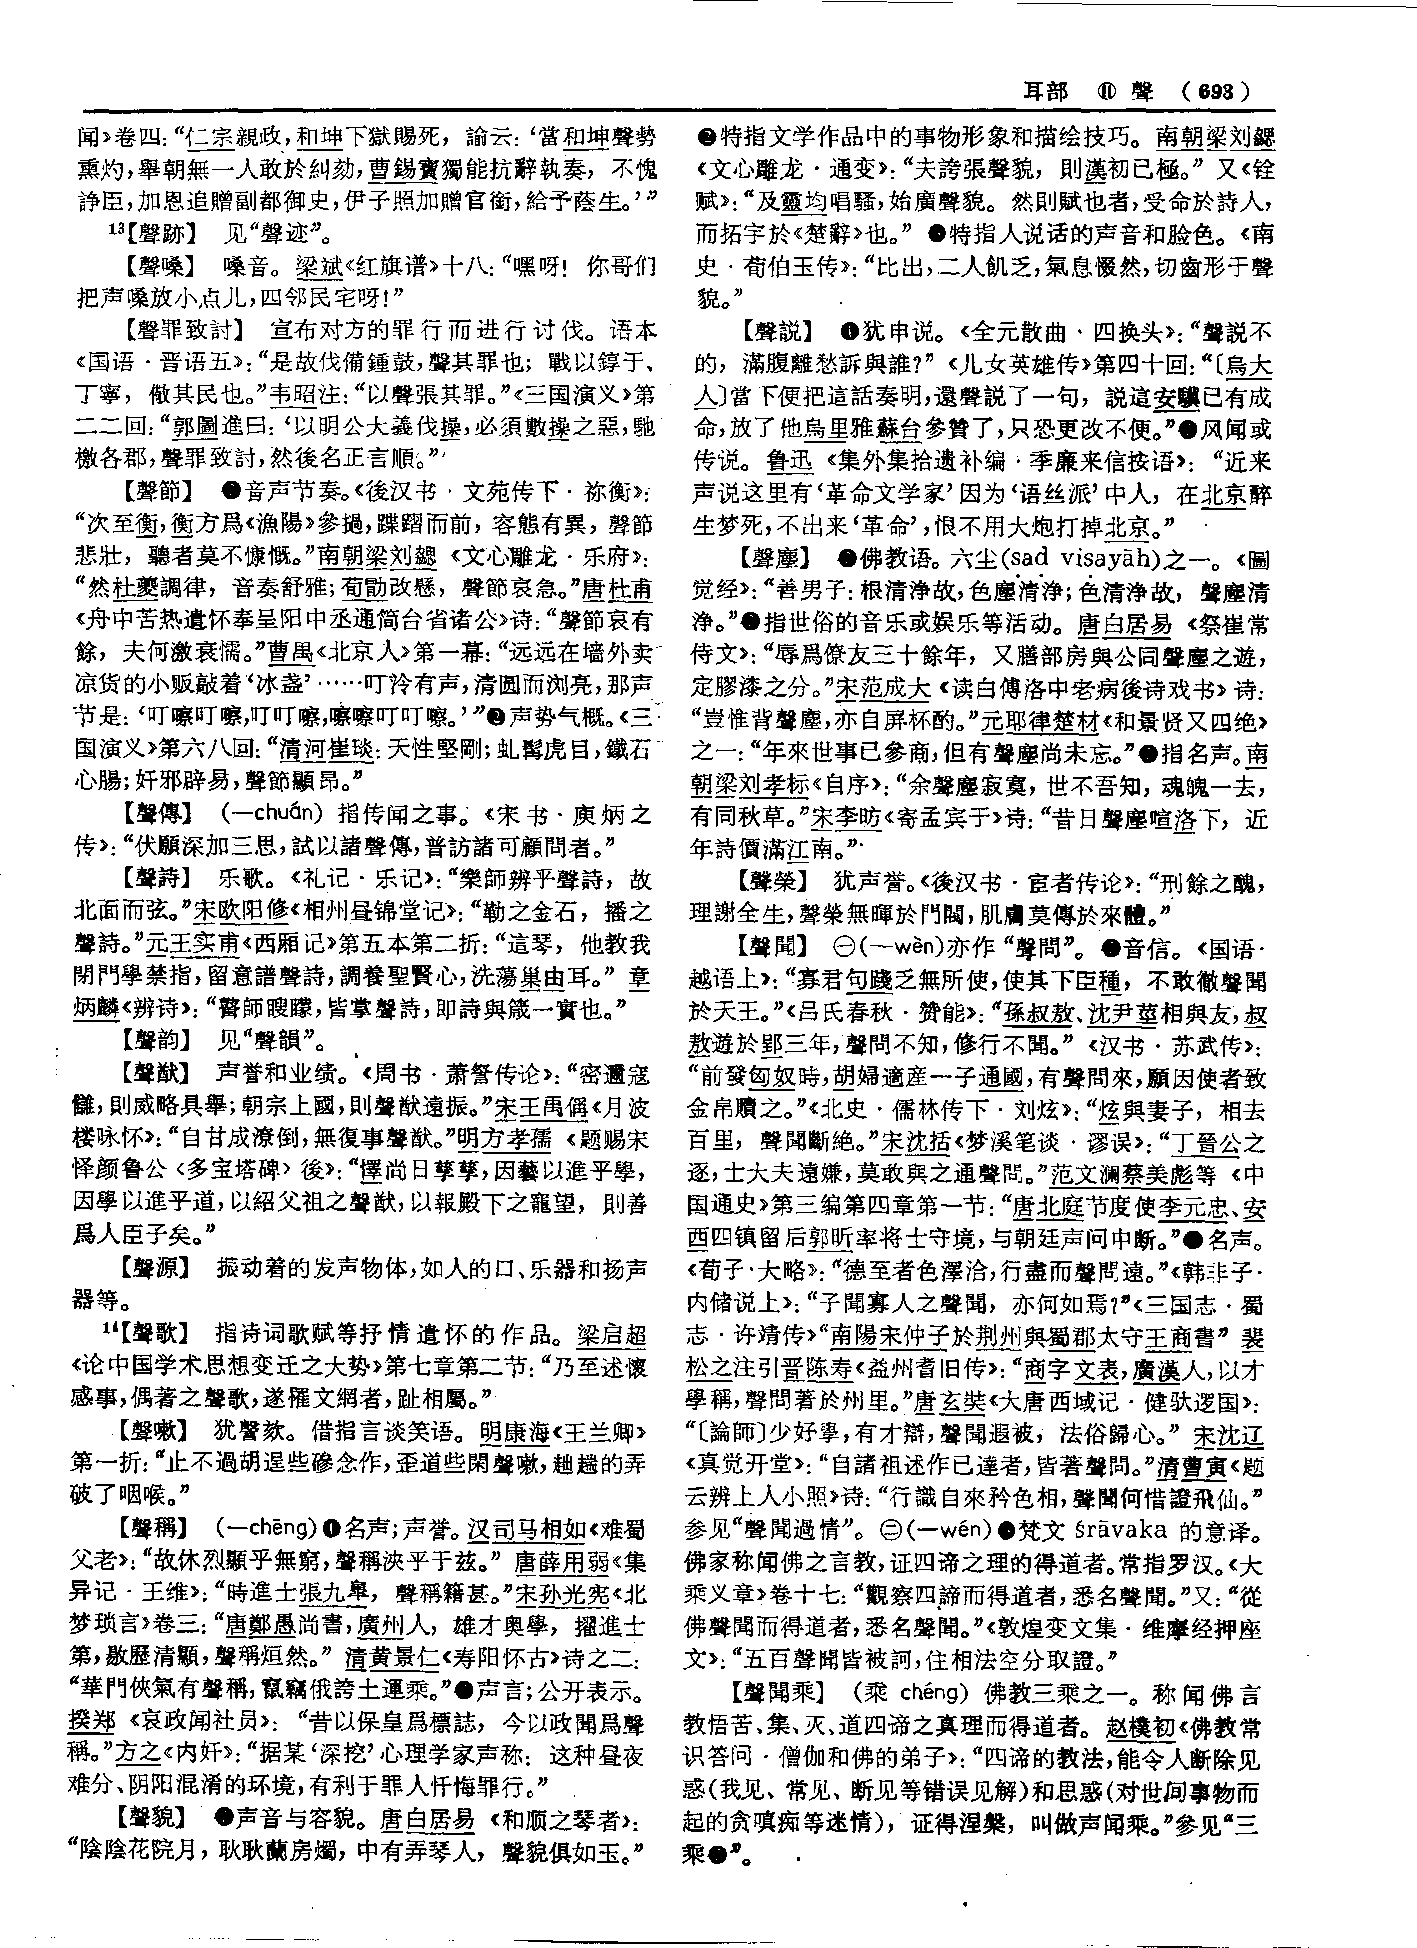 耳部 ⑪ 聲 （693）
闻》卷四：“仁宗親政，和坤下獄賜死，諭云：‘當和坤聲勢
熏灼，舉朝無一人敢於糾劾，曹錫寶獨能抗辭執奏，不愧
諍臣，加恩追贈副都御史，伊子照加贈官銜，給予蔭生。’”
13【聲跡】 见“聲迹”。
【聲嗓】 嗓音。梁斌《红旗谱》十八：“嘿呀！你哥们
把声嗓放小点儿，四邻民宅呀！”
【聲罪致討】 宣布对方的罪行而进行讨伐。语本
《国语·晋语五》：“是故伐備鍾鼓，聲其罪也；戰以錞于、
丁寧，儆其民也。”韦昭注：“以聲張其罪。”《三国演义》第
二二回：“郭圖進曰：‘以明公大義伐操，必須數操之惡，馳
檄各郡，聲罪致討，然後名正言順。”
【聲節】 ❶音声节奏。《後汉书·文苑传下·祢衡》：
“次至衡，衡方爲《漁陽》參撾，蹀𨇤而前，容態有異，聲節
悲壯，聽者莫不慷慨。”南朝梁刘勰《文心雕龙·乐府》：
“然杜夔調律，音奏舒雅；荀勖改懸，聲節哀急。”唐杜甫
《舟中苦热遣怀奉呈阳中丞通简台省诸公》诗：“聲節哀有
餘，夫何激衰懦。”曹禺《北京人》第一幕：“远远在墙外卖
凉货的小贩敲着‘冰盏’……叮泠有声，清圆而浏亮，那声
节是：‘叮嚓叮嚓，叮叮嚓，嚓嚓叮叮嚓。’”❷声势气概。《三
国演义》第六八回：“清河崔琰：天性堅剛；虬髯虎目，鐵石
心腸；奸邪辟易，聲節顯昂。”
【聲傳】 （—chuán）指传闻之事。《宋书·庾炳之
传》：“伏願深加三思，試以諸聲傳，普訪諸可顧問者。”
【聲詩】 乐歌。《礼记·乐记》：“樂師辨乎聲詩，故
北面而弦。”宋欧阳修《相州昼锦堂记》：“勒之金石，播之
聲詩。”元王实甫《西厢记》第五本第二折：“這琴，他教我
閉門學禁指，留意譜聲詩，調養聖賢心，洗蕩巢由耳。”章
炳麟《辨诗》：“瞽師瞍矇，皆掌聲詩，即詩與箴一實也。”
【聲韵】 见“聲韻”。
【聲猷】 声誉和业绩。《周书·萧詧传论》：“密邇寇
讎，則威略具舉；朝宗上國，則聲猷遠振。”宋王禹偁《月波
楼咏怀》：“自甘成潦倒，無復事聲猷。”明方孝孺《题赐宋
怿颜鲁公〈多宝塔碑〉後》：“懌尚日孳孳，因藝以進乎學，
因學以進乎道，以紹父祖之聲猷，以報殿下之寵望，則善
爲人臣子矣。”
【聲源】 振动着的发声物体，如人的口、乐器和扬声
器等。
14【聲歌】 指诗词歌赋等抒情遣怀的作品。梁启超
《论中国学术思想变迁之大势》第七章第二节：“乃至述懷
感事，偶著之聲歌，遂罹文網者，趾相屬。”
【聲嗽】 犹謦欬。借指言谈笑语。明康海《王兰卿》
第一折：“止不過胡逞些磣念作，歪道些閑聲嗽，趔趄的弄
破了咽喉。”
【聲稱】 （—chēng）❶名声；声誉。汉司马相如《难蜀
父老》：“故休烈顯乎無窮，聲稱浹乎于兹。”唐薛用弱《集
异记·王维》：“時進士張九皋，聲稱籍甚。”宋孙光宪《北
梦琐言》卷三：“唐鄭愚尚書，廣州人，雄才奥學，擢進士
第，敭歷清顯，聲稱烜然。”清黄景仁《寿阳怀古》诗之二：
“華門俠氣有聲稱，竄竊俄誇土運乘。”❷声言；公开表示。
揆郑《哀政闻社员》：“昔以保皇爲標誌，今以政聞爲聲
稱。”方之《内奸》：“据某‘深挖’心理学家声称：这种昼夜
难分、阴阳混淆的环境，有利于罪人忏悔罪行。”
【聲貌】 ❶声音与容貌。唐白居易《和顺之琴者》：
“陰陰花院月，耿耿蘭房燭，中有弄琴人，聲貌俱如玉。”
❷特指文学作品中的事物形象和描绘技巧。南朝梁刘勰
《文心雕龙·通变》：“夫誇張聲貌，則漢初已極。”又《铨
赋》：“及靈均唱騷，始廣聲貌。然則賦也者，受命於詩人，
而拓宇於《楚辭》也。”❸特指人说话的声音和脸色。《南
史·荀伯玉传》：“比出，二人飢乏，氣息惙然，切齒形于聲
貌。”
【聲説】 ❶犹申说。《全元散曲·四换头》：“聲説不
的，滿腹離愁訴與誰？”《儿女英雄传》第四十回：“〔烏大
人〕當下便把這話奏明，還聲説了一句，説這安驥已有成
命，放了他烏里雅蘇台參贊了，只恐更改不便。”❷风闻或
传说。鲁迅《集外集拾遗补编·季廉来信按语》：“近来
声说这里有‘革命文学家’因为‘语丝派’中人，在北京醉
生梦死，不出来‘革命’，恨不用大炮打掉北京。”
【聲塵】 ❶佛教语。六尘（ṣaḍ viṣayāḥ）之一。《圆
觉经》：“善男子：根清浄故，色塵清浄；色清浄故，聲塵清
浄。”❷指世俗的音乐或娱乐等活动。唐白居易《祭崔常
侍文》：“辱爲僚友三十餘年，又膳部房與公同聲塵之遊，
定膠漆之分。”宋范成大《读白傅洛中老病後诗戏书》诗：
“豈惟背聲塵，亦自屏杯酌。”元耶律楚材《和景贤又四绝》
之一：“年來世事已參商，但有聲塵尚未忘。”❸指名声。南
朝梁刘孝标《自序》：“余聲塵寂寞，世不吾知，魂魄一去，
有同秋草。”宋李昉《寄孟宾于》诗：“昔日聲塵喧洛下，近
年詩價滿江南。”
【聲榮】 犹声誉。《後汉书·宦者传论》：“刑餘之醜，
理謝全生，聲榮無暉於門閥，肌膚莫傳於來體。”
【聲聞】 ㊀（—wèn）亦作“聲問”。❶音信。《国语·
越语上》：“寡君句踐乏無所使，使其下臣種，不敢徹聲聞
於天王。”《吕氏春秋·赞能》：“孫叔敖、沈尹莖相與友，叔
敖遊於郢三年，聲問不知，修行不聞。”《汉书·苏武传》：
“前發匈奴時，胡婦適産一子通國，有聲問來，願因使者致
金帛贖之。”《北史·儒林传下·刘炫》：“炫與妻子，相去
百里，聲聞斷絶。”宋沈括《梦溪笔谈·谬误》：“丁晉公之
逐，士大夫遠嫌，莫敢與之通聲問。”范文澜蔡美彪等《中
国通史》第三编第四章第一节：“唐北庭节度使李元忠、安
西四镇留后郭昕率将士守境，与朝廷声问中断。”❷名声。
《荀子·大略》：“德至者色澤洽，行盡而聲問遠。”《韩非子·
内储说上》：“子聞寡人之聲聞，亦何如焉？”《三国志·蜀
志·许靖传》“南陽宋仲子於荆州與蜀郡太守王商書”裴
松之注引晋陈寿《益州耆旧传》：“商字文表，廣漢人，以才
學稱，聲問著於州里。”唐玄奘《大唐西域记·健驮逻国》：
“〔論師〕少好學，有才辯，聲聞遐被，法俗歸心。”宋沈辽
《真觉开堂》：“自諸祖述作已達者，皆著聲問。”清曹寅《题
云辨上人小照》诗：“行識自來矜色相，聲聞何惜證飛仙。”
参见“聲聞過情”。㊁（—wén）❶梵文 śrāvaka 的意译。
佛家称闻佛之言教，证四谛之理的得道者。常指罗汉。《大
乘义章》卷十七：“觀察四諦而得道者，悉名聲聞。”又：“從
佛聲聞而得道者，悉名聲聞。”《敦煌变文集·维摩经押座
文》：“五百聲聞皆被訶，住相法空分取證。”
【聲聞乘】 （乘 chéng）佛教三乘之一。称闻佛言
教悟苦、集、灭、道四谛之真理而得道者。赵樸初《佛教常
识答问·僧伽和佛的弟子》：“四谛的教法，能令人断除见
惑（我见、常见、断见等错误见解）和思惑（对世间事物而
起的贪嗔痴等迷情），证得涅槃，叫做声闻乘。”参见“三
乘❶”。